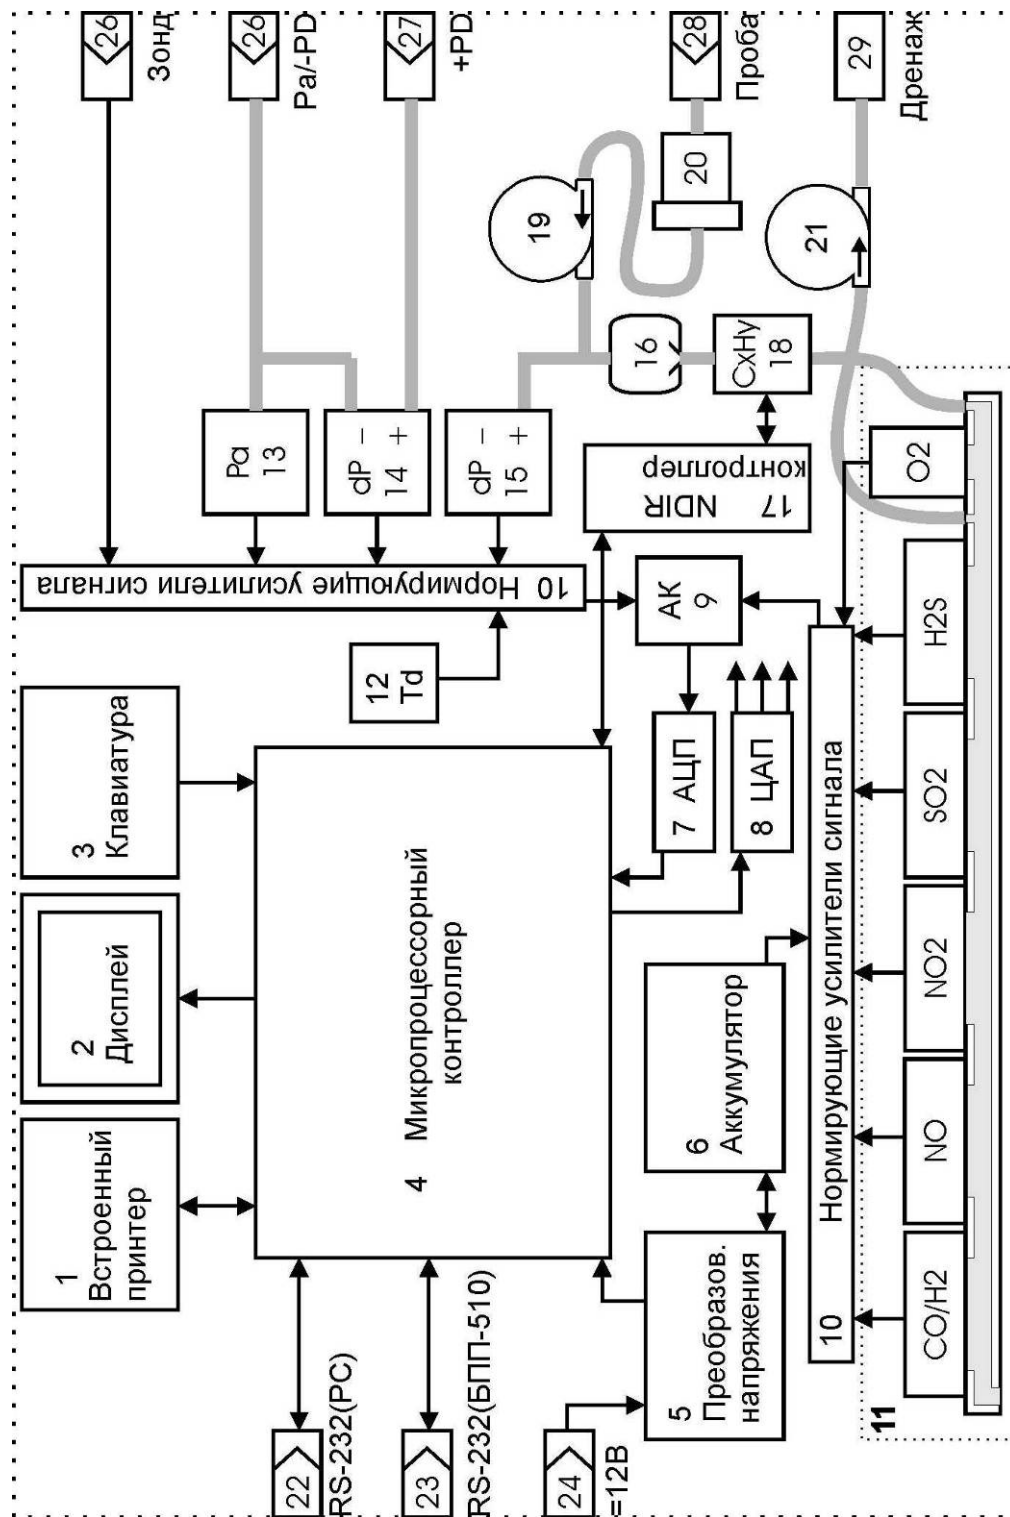 26
Зонд
26
Pa/-PD
27
+PD
28
Проба
29
Дренаж
19
20
21
Pa
13
dP − +
14
dP − +
15
16
CxHy
18
17 NDIR
контроллер
10 Нормирующие усилители сигнала
12
Td
АК
9
7 АЦП
8 ЦАП
3
Клавиатура
2
Дисплей
1
Встроенный
принтер
4 Микропроцессорный
контроллер
6
Аккумулятор
5
Преобразов.
напряжения
22
RS-232(PC)
23
RS-232(БПП-510)
24
=12В
10 Нормирующие усилители сигнала
11
CO/H2
NO
NO2
SO2
H2S
O2